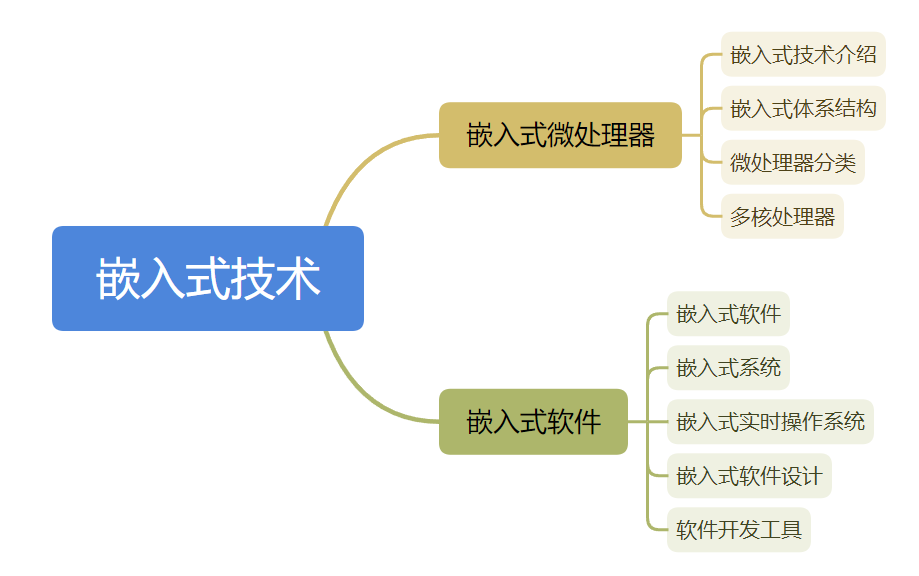 嵌入式技术
嵌入式微处理器
嵌入式技术介绍
嵌入式体系结构
微处理器分类
多核处理器
嵌入式软件
嵌入式软件
嵌入式系统
嵌入式实时操作系统
嵌入式软件设计
软件开发工具